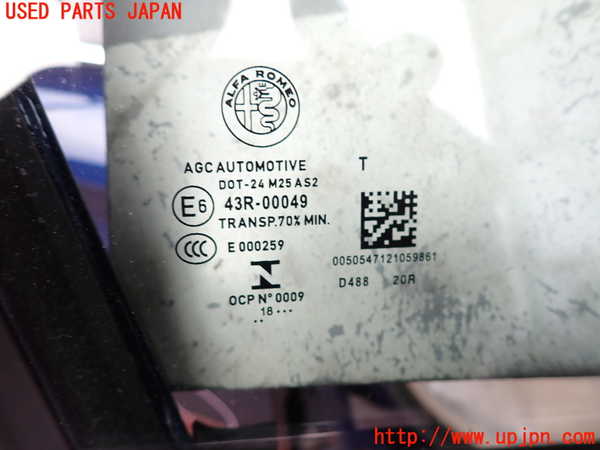 USED PARTS JAPAN
ALFA ROMEO
AGC AUTOMOTIVE T
DOT-24 M25 AS2
E6 43R-00049
TRANSP.70% MIN.
CCC E 000259
0050547121059861
D488 20R
OCP N° 0009
18 ···
··
http://www.upjpn.com/